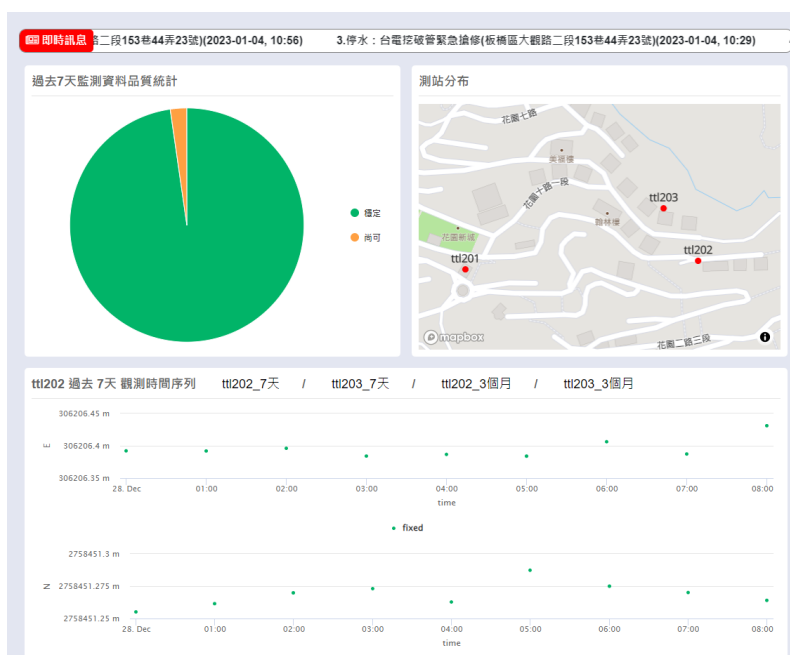 即時訊息 路二段153巷44弄23號)(2023-01-04, 10:56) 3.停水：台電挖破管緊急搶修(板橋區大觀路二段153巷44弄23號)(2023-01-04, 10:29)
過去7天監測資料品質統計
穩定
尚可
測站分布
花園七路
美德樓
花園十路一段
ttl203
翰林樓
花園新城
ttl202
ttl201
mapbox
花園二路三段
ttl202 過去 7天 觀測時間序列 ttl202_7天 / ttl203_7天 / ttl202_3個月 / ttl203_3個月
306206.45 m
E 306206.4 m
306206.35 m
28. Dec 01:00 02:00 03:00 04:00 05:00 06:00 07:00 08:00
time
fixed
2758451.3 m
N 2758451.275 m
2758451.25 m
28. Dec 01:00 02:00 03:00 04:00 05:00 06:00 07:00 08:00
time